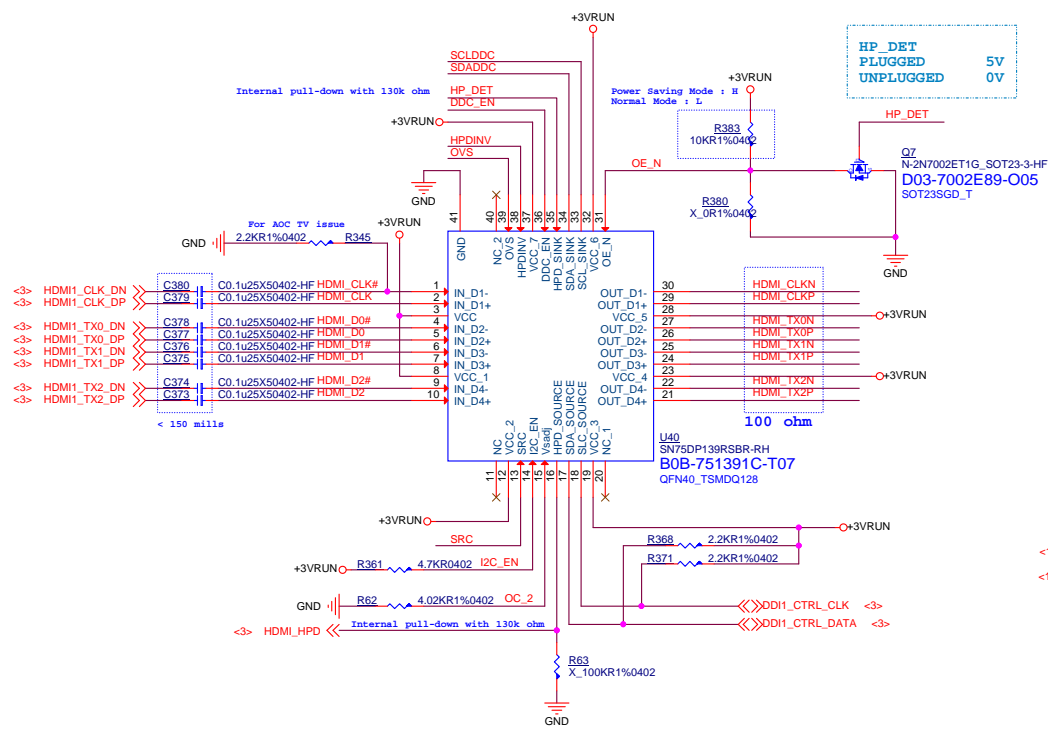 +3VRUN
HP_DET
PLUGGED 5V
UNPLUGGED 0V
SCLDDC
SDADDC
Internal pull-down with 130k ohm
HP_DET
DDC_EN
+3VRUN
HPDINV
OVS
Power Saving Mode : H
Normal Mode : L
+3VRUN
R383
10KR1%0402
HP_DET
OE_N
Q7
N-2N7002ET1G_SOT23-3-HF
D03-7002E89-O05
SOT23SGD_T
R380
X_0R1%0402
GND
GND
41 40 39 38 37 36 35 34 33 32 31
GND NC_2 OVS HPDINV VCC_7 DDC_EN HPD_SINK SDA_SINK SCL_SINK VCC_6 OE_N
For AOC TV issue
+3VRUN
GND 2.2KR1%0402 R345
<3> HDMI1_CLK_DN C380 C0.1u25X50402-HF HDMI_CLK# 1 IN_D1-
<3> HDMI1_CLK_DP C379 C0.1u25X50402-HF HDMI_CLK 2 IN_D1+
3 VCC
<3> HDMI1_TX0_DN C378 C0.1u25X50402-HF HDMI_D0# 4 IN_D2-
<3> HDMI1_TX0_DP C377 C0.1u25X50402-HF HDMI_D0 5 IN_D2+
<3> HDMI1_TX1_DN C376 C0.1u25X50402-HF HDMI_D1# 6 IN_D3-
<3> HDMI1_TX1_DP C375 C0.1u25X50402-HF HDMI_D1 7 IN_D3+
8 VCC_1
<3> HDMI1_TX2_DN C374 C0.1u25X50402-HF HDMI_D2# 9 IN_D4-
<3> HDMI1_TX2_DP C373 C0.1u25X50402-HF HDMI_D2 10 IN_D4+
< 150 mills
OUT_D1- 30 HDMI_CLKN
OUT_D1+ 29 HDMI_CLKP
VCC_5 28 +3VRUN
OUT_D2- 27 HDMI_TX0N
OUT_D2+ 26 HDMI_TX0P
OUT_D3- 25 HDMI_TX1N
OUT_D3+ 24 HDMI_TX1P
VCC_4 23 +3VRUN
OUT_D4- 22 HDMI_TX2N
OUT_D4+ 21 HDMI_TX2P
100 ohm
NC VCC_2 SRC I2C_EN Vsadj HPD_SOURCE SDA_SOURCE SLC_SOURCE VCC_3 NC_1
11 12 13 14 15 16 17 18 19 20
U40
SN75DP139RSBR-RH
B0B-751391C-T07
QFN40_TSMDQ128
+3VRUN
+3VRUN
SRC
R368 2.2KR1%0402
R371 2.2KR1%0402
+3VRUN R361 4.7KR0402 I2C_EN
GND R62 4.02KR1%0402 OC_2
DDI1_CTRL_CLK <3>
DDI1_CTRL_DATA <3>
<3> HDMI_HPD
Internal pull-down with 130k ohm
R63
X_100KR1%0402
GND